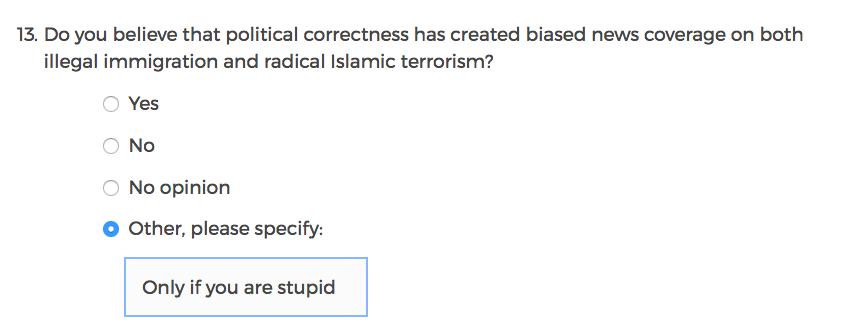 13. Do you believe that political correctness has created biased news coverage on both
illegal immigration and radical Islamic terrorism?
Yes
No
No opinion
Other, please specify:
Only if you are stupid